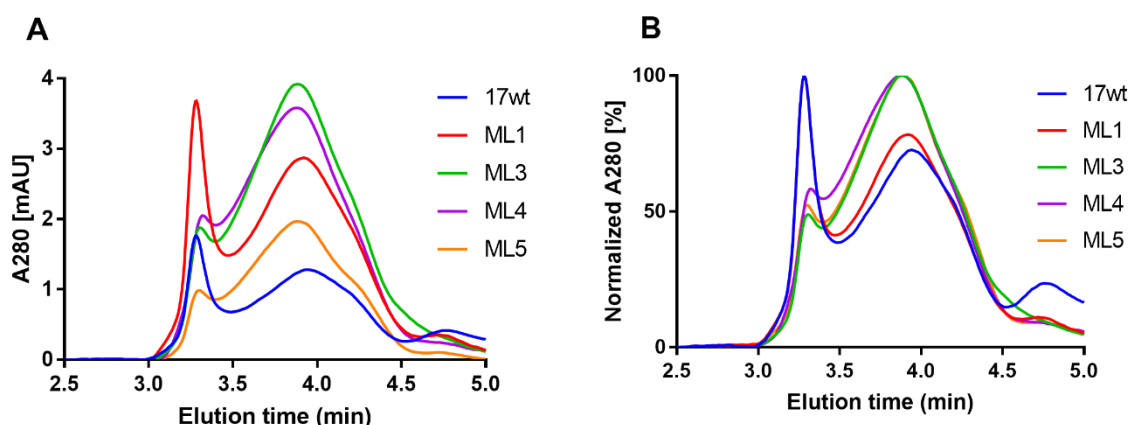 A
A280 [mAU]
4
3
2
1
0
2.5 3.0 3.5 4.0 4.5 5.0
Elution time (min)
17wt
ML1
ML3
ML4
ML5
B
Normalized A280 [%]
100
50
0
2.5 3.0 3.5 4.0 4.5 5.0
Elution time (min)
17wt
ML1
ML3
ML4
ML5